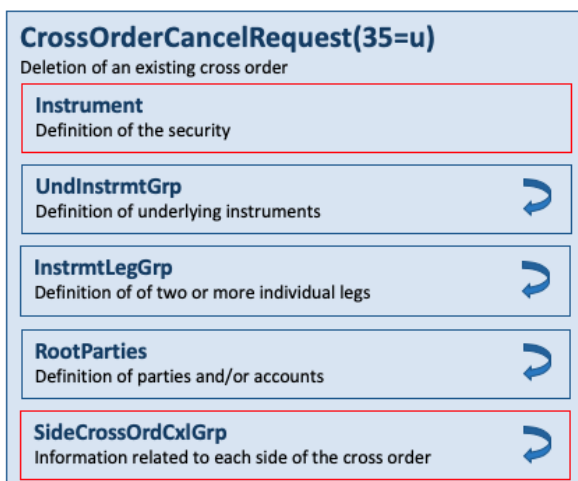 CrossOrderCancelRequest(35=u)
Deletion of an existing cross order
Instrument
Definition of the security
UndInstrmtGrp
Definition of underlying instruments
InstrmtLegGrp
Definition of of two or more individual legs
RootParties
Definition of parties and/or accounts
SideCrossOrdCxlGrp
Information related to each side of the cross order